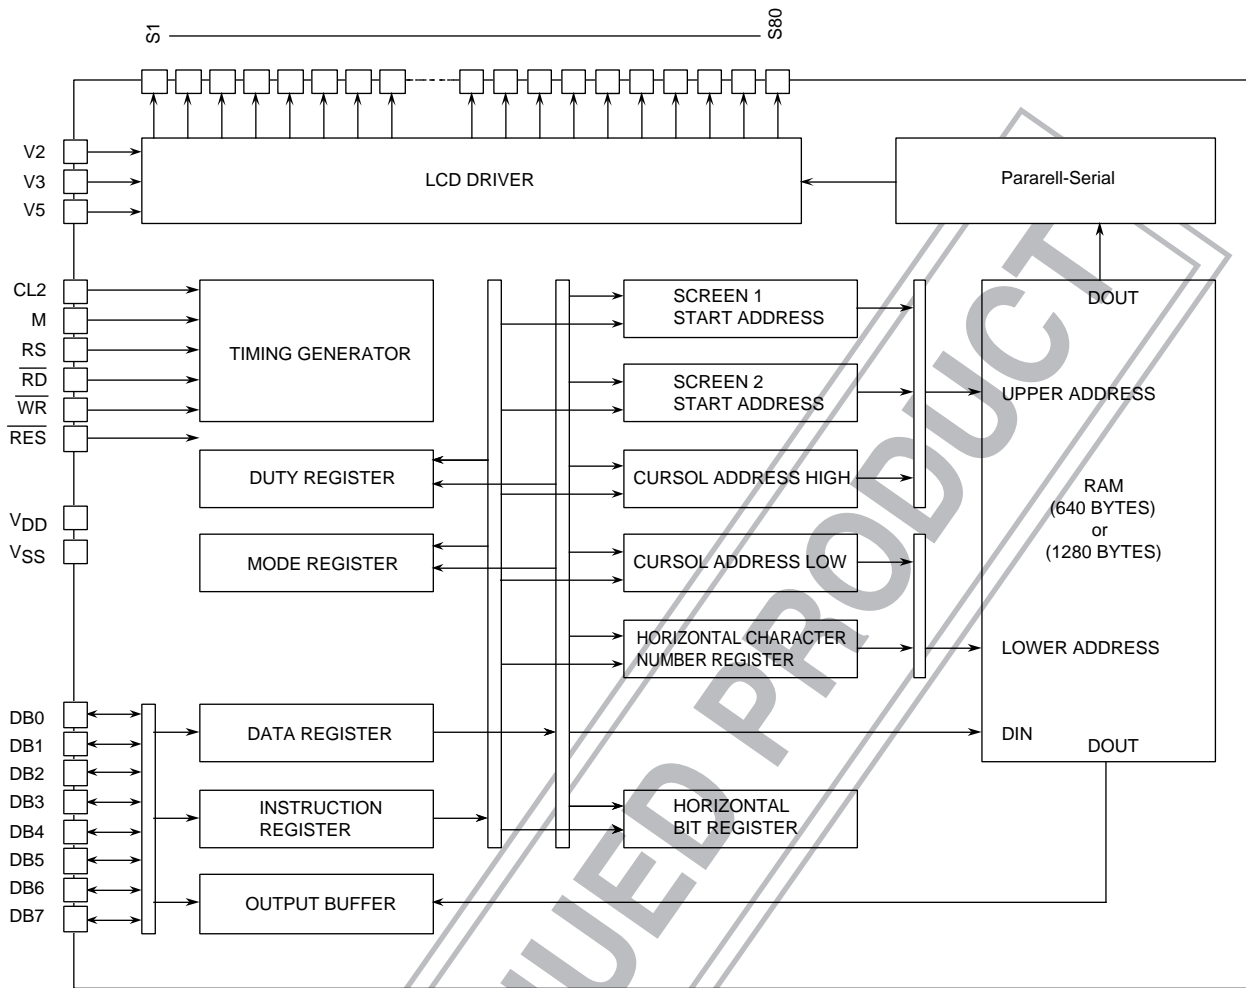 S1
S80
V2
V3
V5
LCD DRIVER
Pararell-Serial
CL2
M
RS
RD
WR
RES
TIMING GENERATOR
SCREEN 1
START ADDRESS
SCREEN 2
START ADDRESS
DOUT
UPPER ADDRESS
DUTY REGISTER
CURSOL ADDRESS HIGH
RAM
(640 BYTES)
or
(1280 BYTES)
VDD
VSS
MODE REGISTER
CURSOL ADDRESS LOW
HORIZONTAL CHARACTER
NUMBER REGISTER
LOWER ADDRESS
DB0
DB1
DB2
DB3
DB4
DB5
DB6
DB7
DATA REGISTER
DIN
DOUT
INSTRUCTION
REGISTER
HORIZONTAL
BIT REGISTER
OUTPUT BUFFER
NUED PRODUCT